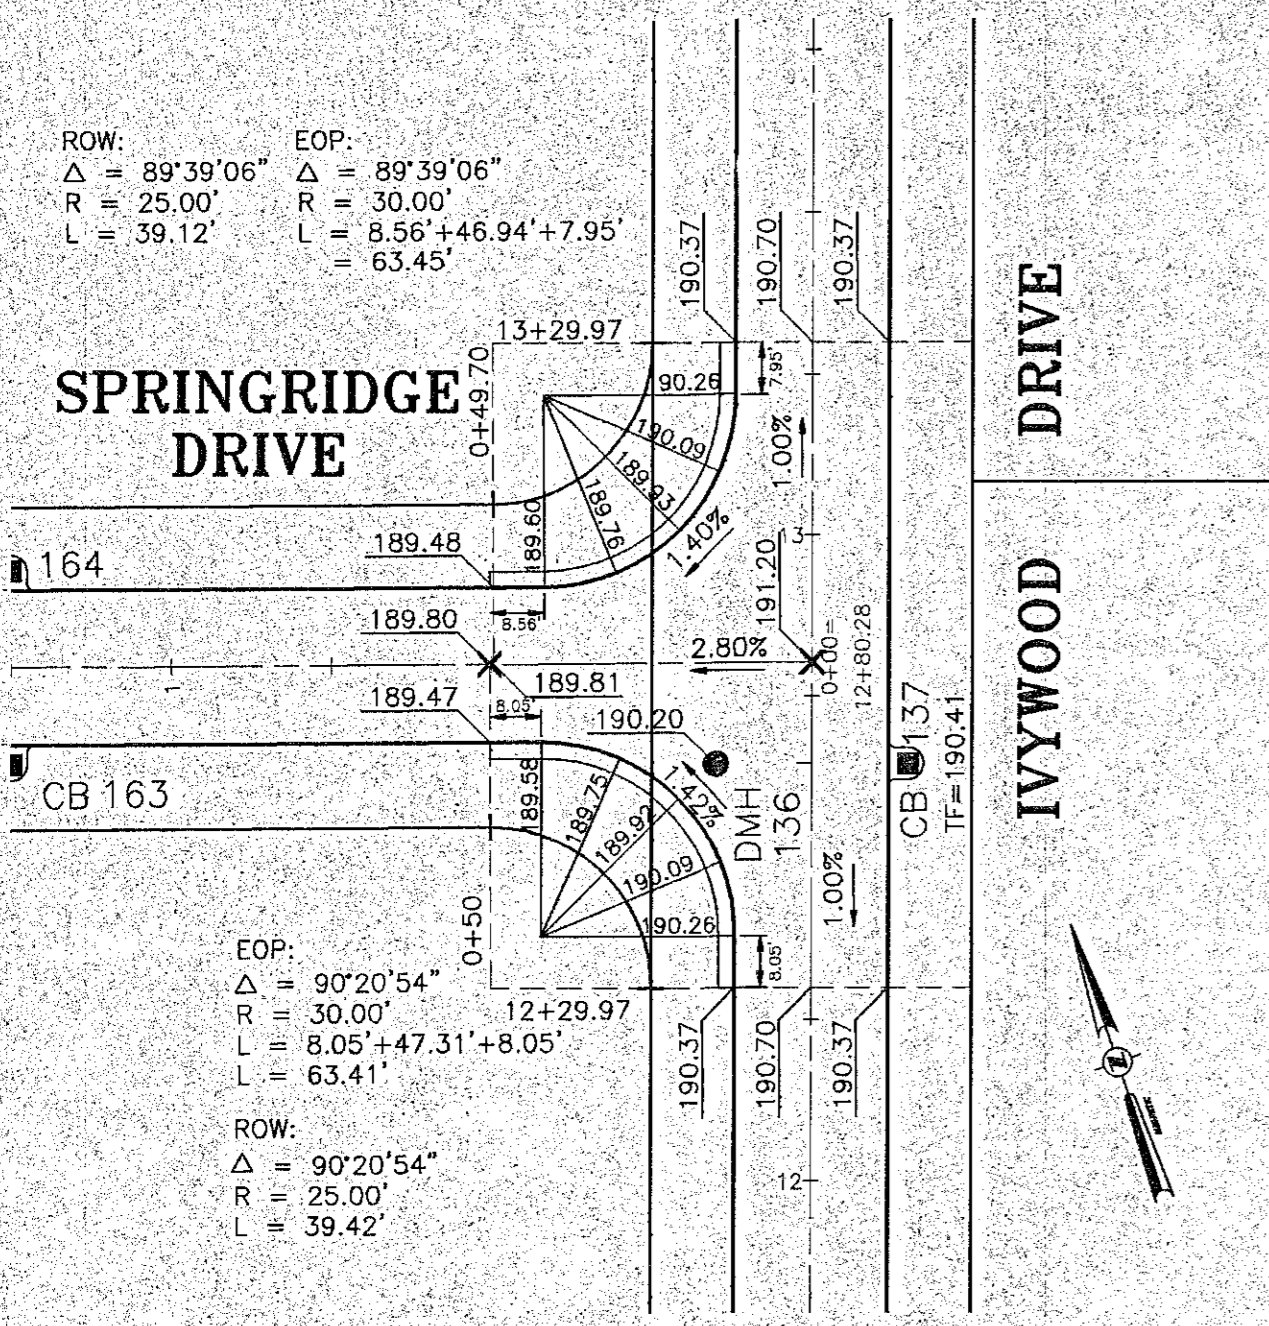 ROW:
Δ = 89°39'06"
R = 25.00'
L = 39.12'
EOP:
Δ = 89°39'06"
R = 30.00'
L = 8.56'+46.94'+7.95'
= 63.45'
190.37
190.70
190.37
13+29.97
SPRINGRIDGE
DRIVE
0+49.70
90.26
7.95'
190.09
189.93
189.76
189.60
1.00%
1.40%
DRIVE
189.48
164
8.56'
13
191.20
189.80
2.80%
0+00=
12+80.28
1
189.81
189.47
8.05'
190.20
CB 163
189.58
189.75
189.92
190.09
190.26
1.42%
DMH
136
CB 137
TF=190.41
IVYWOOD
1.00%
0+50
8.05'
12+29.97
190.37
190.70
190.37
EOP:
Δ = 90°20'54"
R = 30.00'
L = 8.05'+47.31'+8.05'
L = 63.41'
ROW:
Δ = 90°20'54"
R = 25.00'
L = 39.42'
12
N